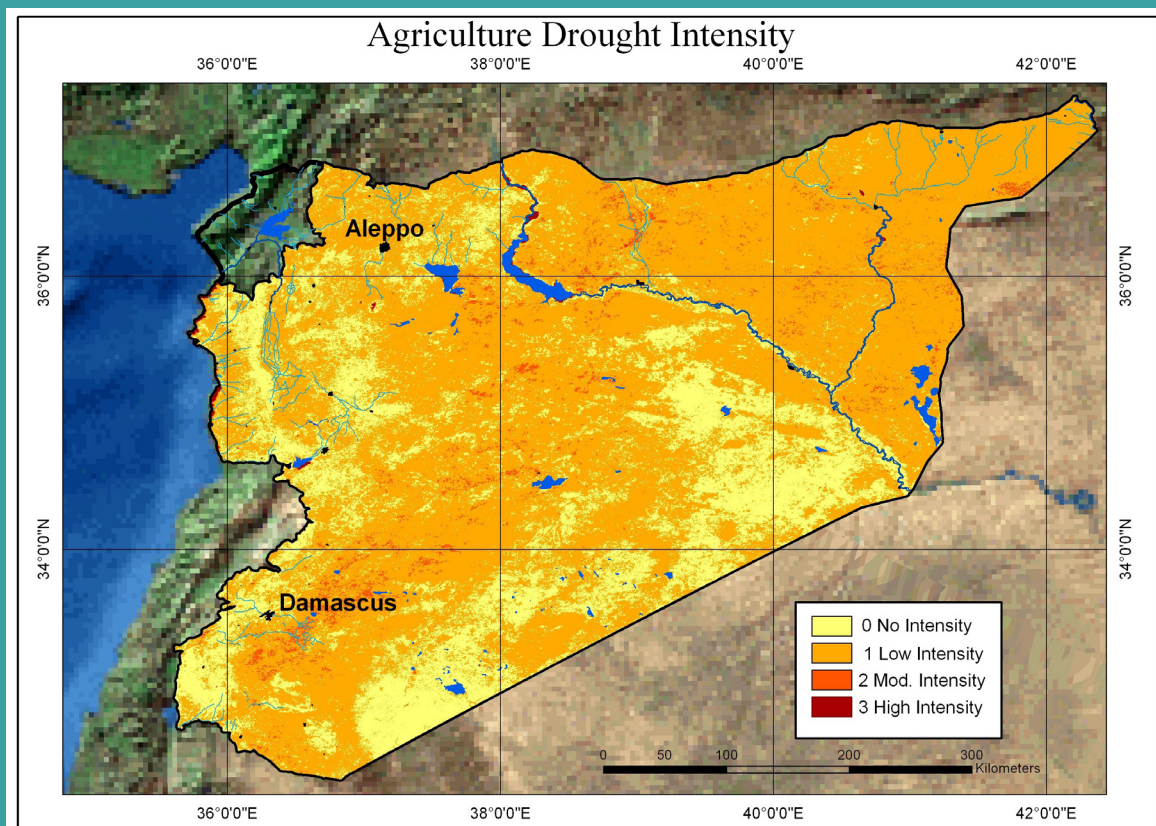 Agriculture Drought Intensity
36°0'0"E 38°0'0"E 40°0'0"E 42°0'0"E
Aleppo
36°0'0"N 36°0'0"N
34°0'0"N 34°0'0"N
Damascus
0 No Intensity
1 Low Intensity
2 Mod. Intensity
3 High Intensity
0 50 100 200 300
Kilometers
36°0'0"E 38°0'0"E 40°0'0"E 42°0'0"E